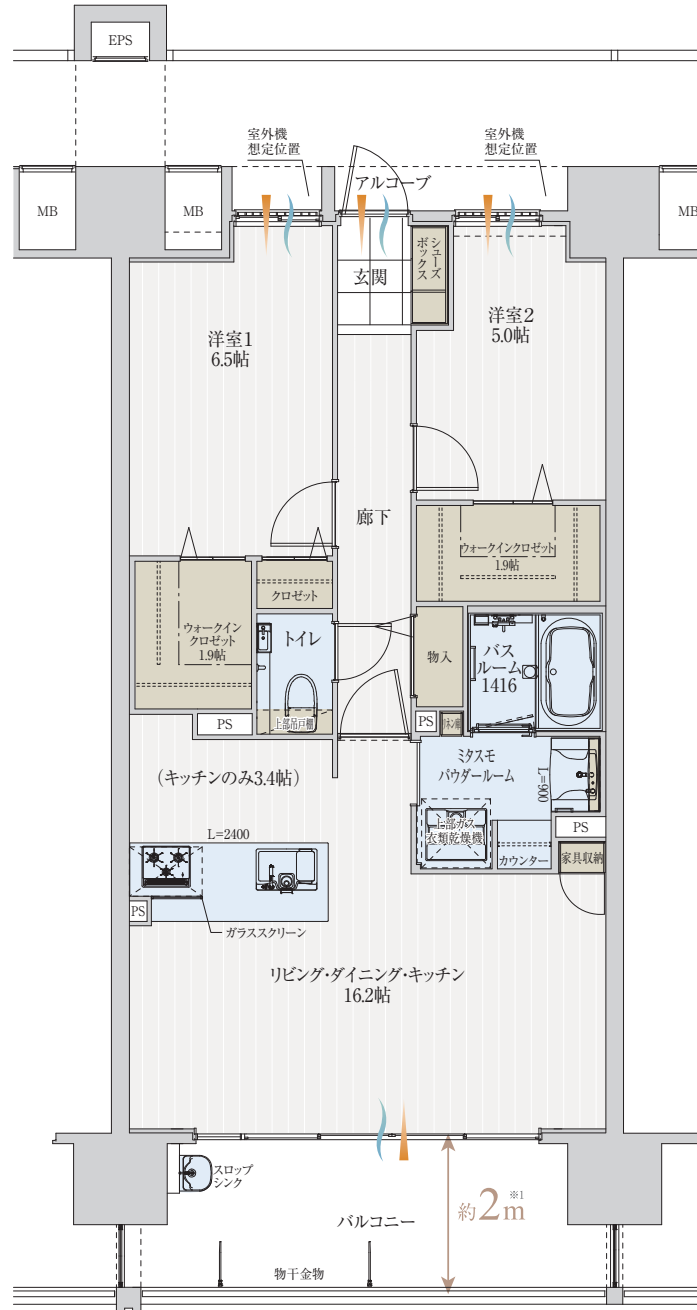 EPS
室外機
想定位置
室外機
想定位置
アルコーブ
MB
MB
MB
玄関
シューズ
ボックス
洋室1
6.5帖
洋室2
5.0帖
廊下
ウォークインクロゼット
1.9帖
クロゼット
ウォークイン
クロゼット
1.9帖
トイレ
物入
バス
ルーム
1416
上部吊戸棚
PS
PS
リネン庫
ミタスモ
パウダールーム
L=900
(キッチンのみ3.4帖)
L=2400
上部ガス
衣類乾燥機
カウンター
PS
家具収納
PS
ガラススクリーン
リビング・ダイニング・キッチン
16.2帖
スロップ
シンク
約2m ※1
バルコニー
物干金物